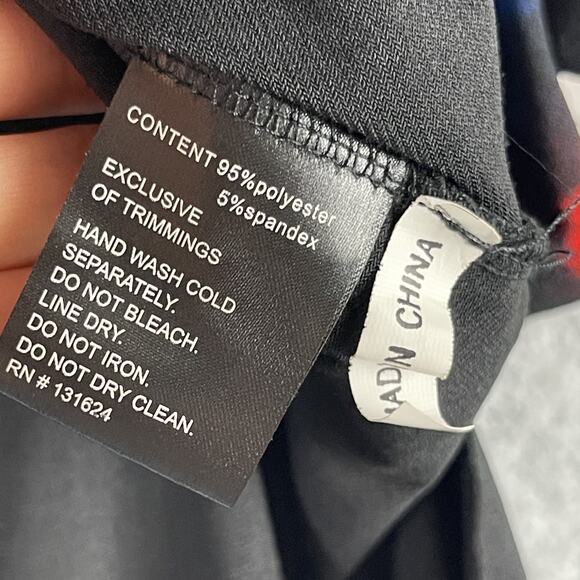 CONTENT 95%polyester
5%spandex
EXCLUSIVE
OF TRIMMINGS
HAND WASH COLD
SEPARATELY.
DO NOT BLEACH.
LINE DRY.
DO NOT IRON.
DO NOT DRY CLEAN.
RN # 131624
CHINA